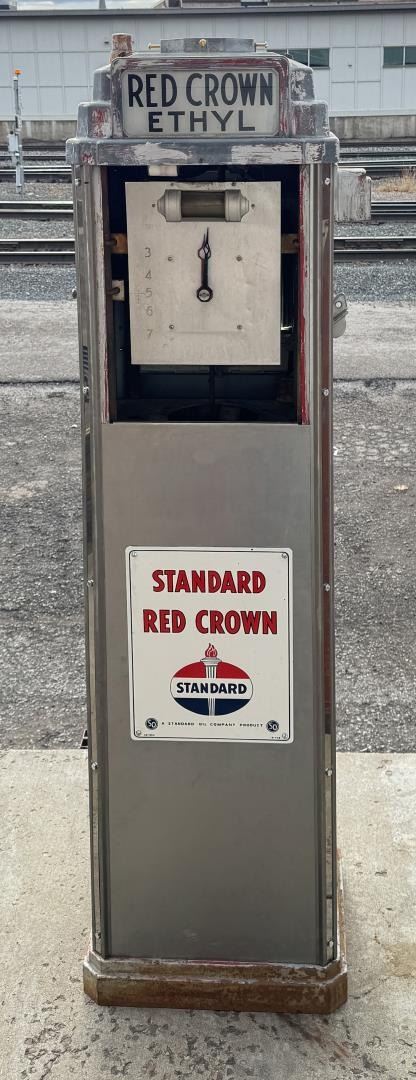 RED CROWN
ETHYL
3
4
5
6
7
STANDARD
RED CROWN
STANDARD
A STANDARD OIL COMPANY PRODUCT